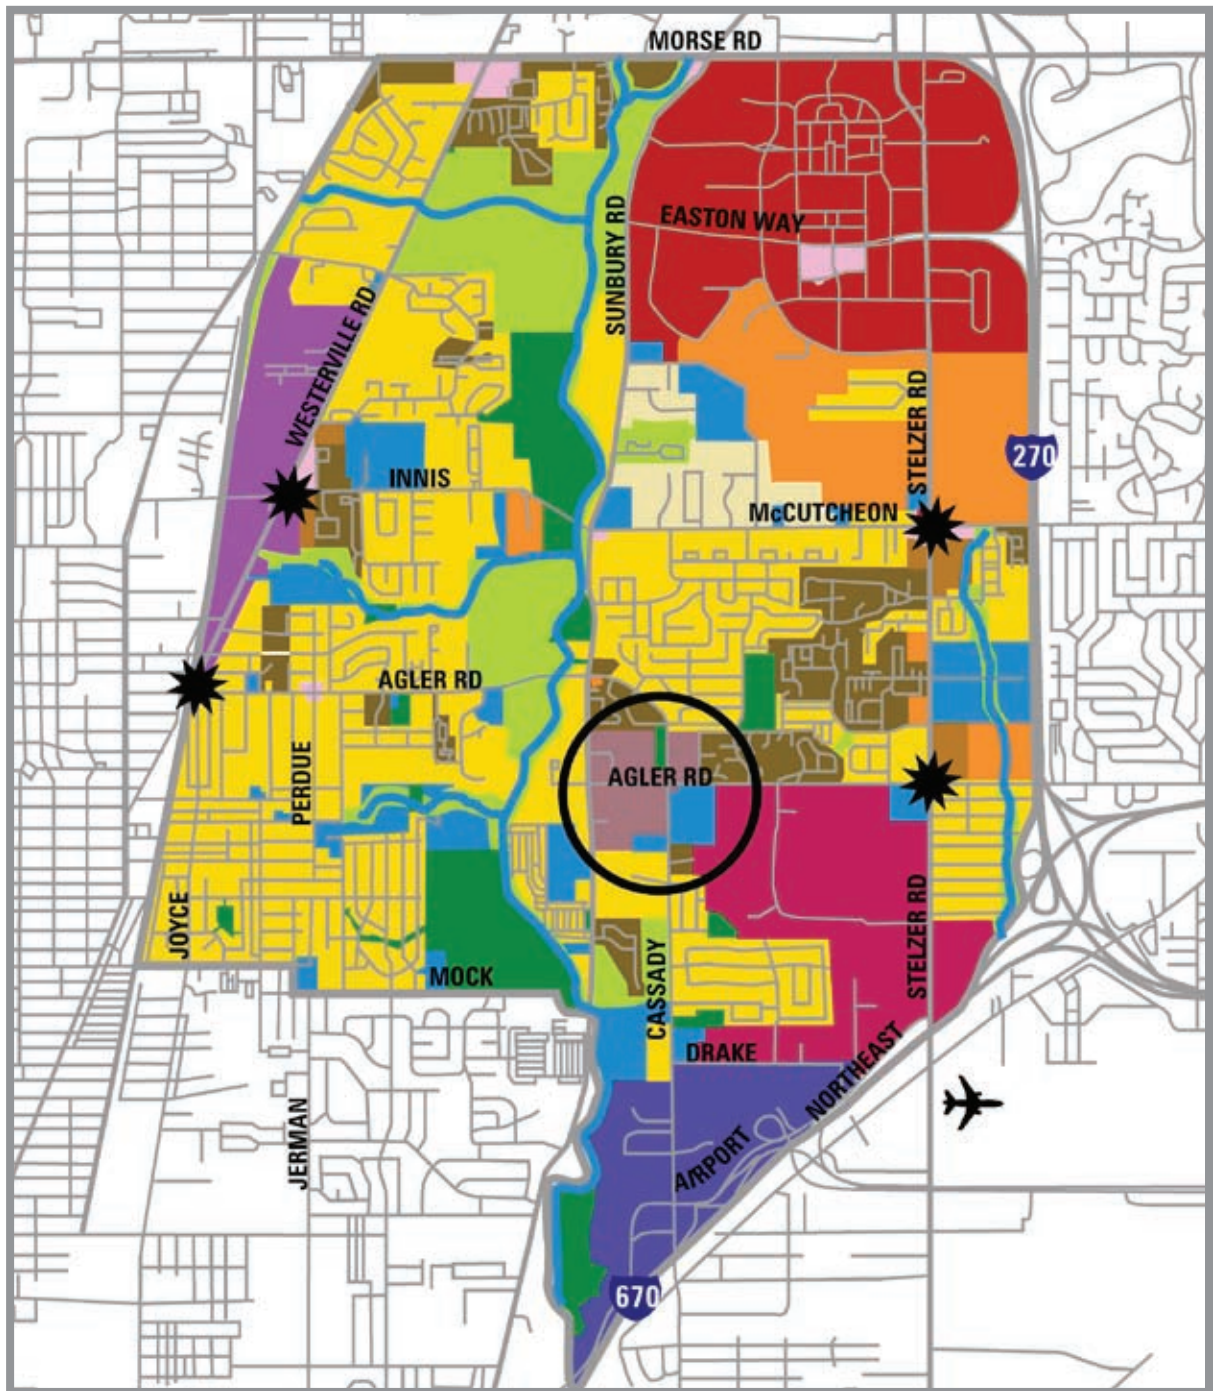 MORSE RD
SUNBURY RD
EASTON WAY
WESTERVILLE RD
STELZER RD
270
INNIS
McCUTCHEON
AGLER RD
PERDUE
AGLER RD
JOYCE
STELZER RD
MOCK
CASSADY
DRAKE
NORTHEAST
JERMAN
AIRPORT
670